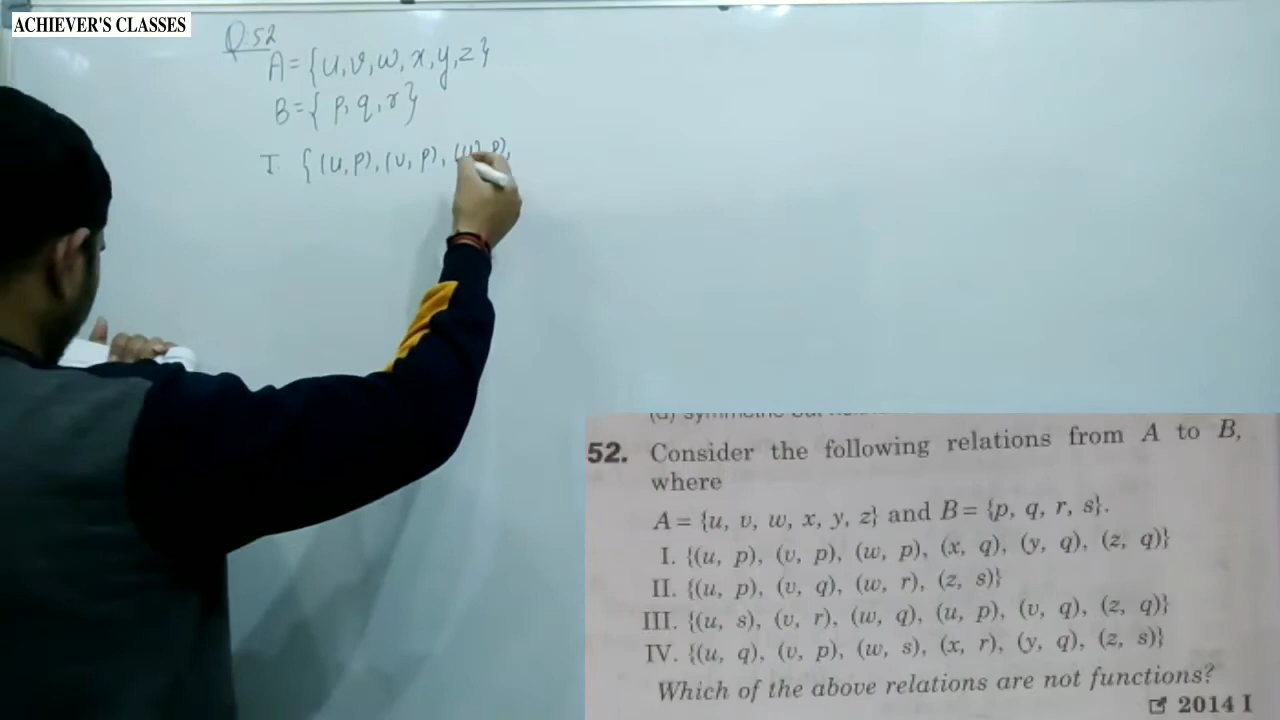 ACHIEVER'S CLASSES
Q.52
A = {u, v, w, x, y, z}
B = { p, q, r}
I. {(u, p), (v, p), (w, p),
52. Consider the following relations from A to B,
where
A = {u, v, w, x, y, z} and B = {p, q, r, s}.
I. {(u, p), (v, p), (w, p), (x, q), (y, q), (z, q)}
II. {(u, p), (v, q), (w, r), (z, s)}
III. {(u, s), (v, r), (w, q), (u, p), (v, q), (z, q)}
IV. {(u, q), (v, p), (w, s), (x, r), (y, q), (z, s)}
Which of the above relations are not functions?
2014 I